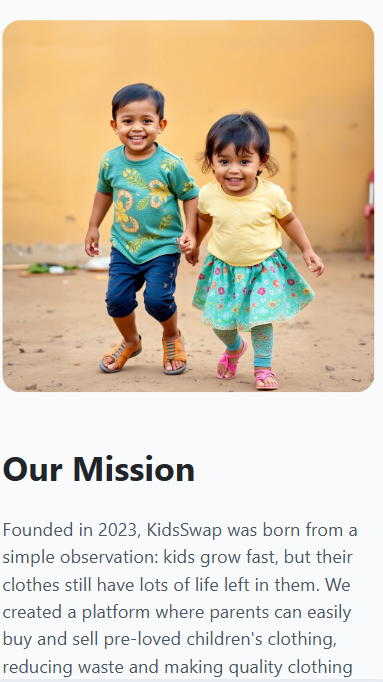 Our Mission
Founded in 2023, KidsSwap was born from a
simple observation: kids grow fast, but their
clothes still have lots of life left in them. We
created a platform where parents can easily
buy and sell pre-loved children's clothing,
reducing waste and making quality clothing